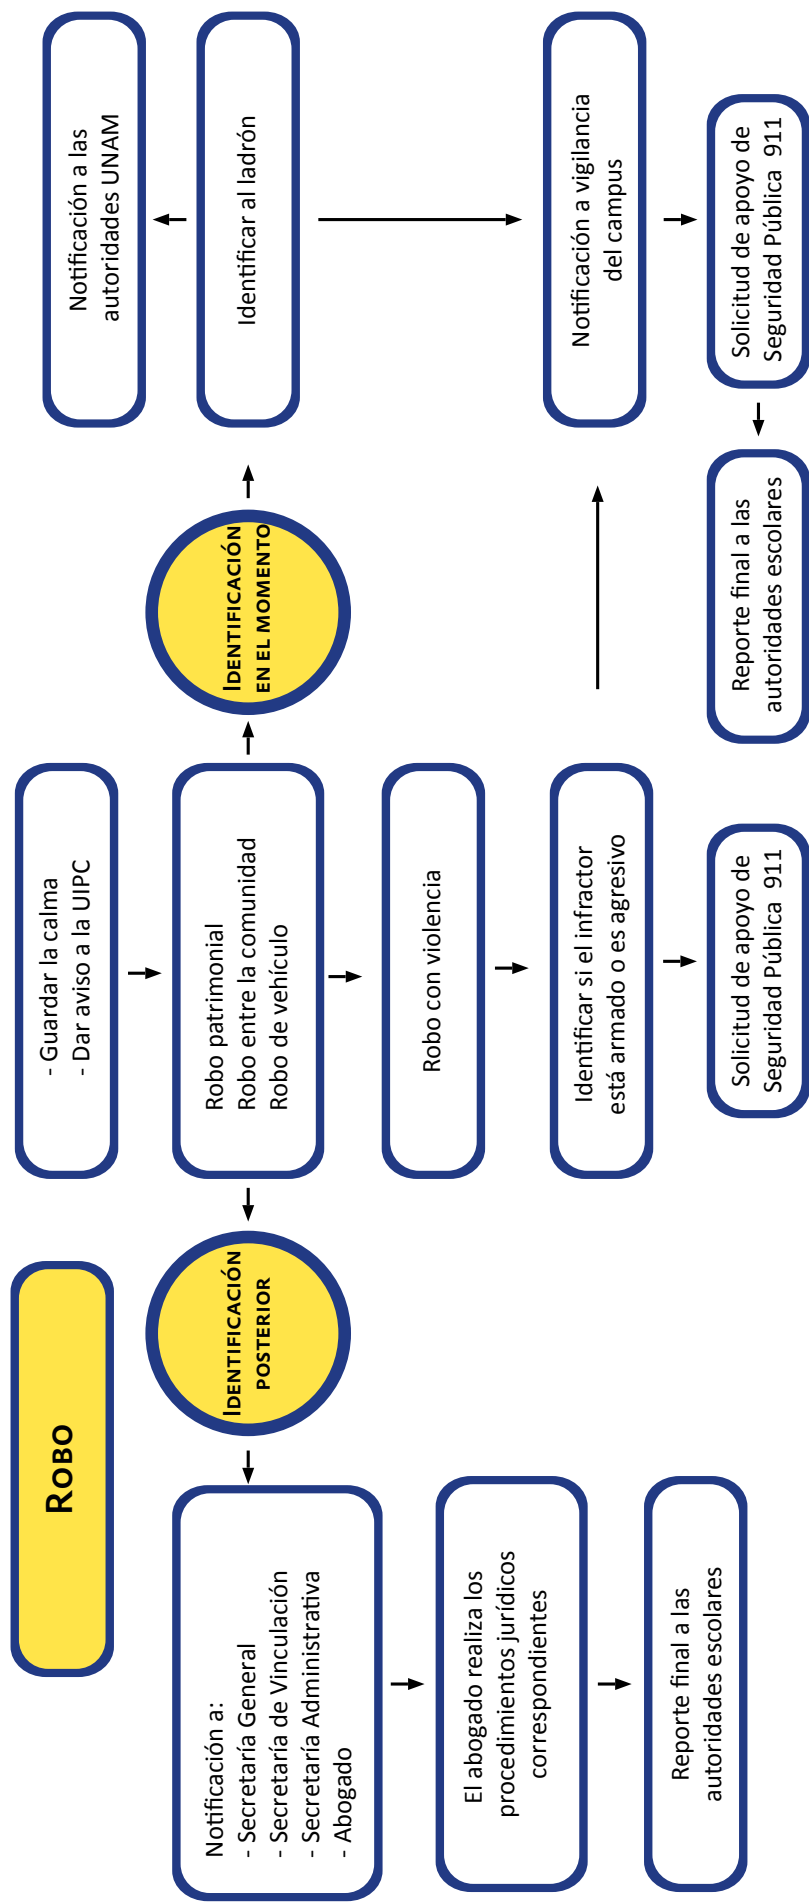 ROBO
- Guardar la calma
- Dar aviso a la UIPC
Robo patrimonial
Robo entre la comunidad
Robo de vehículo
IDENTIFICACIÓN
POSTERIOR
Notificación a:
- Secretaría General
- Secretaría de Vinculación
- Secretaría Administrativa
- Abogado
El abogado realiza los
procedimientos jurídicos
correspondientes
Reporte final a las
autoridades escolares
IDENTIFICACIÓN
EN EL MOMENTO
Identificar al ladrón
Notificación a las
autoridades UNAM
Robo con violencia
Identificar si el infractor
está armado o es agresivo
Solicitud de apoyo de
Seguridad Pública 911
Notificación a vigilancia
del campus
Solicitud de apoyo de
Seguridad Pública 911
Reporte final a las
autoridades escolares